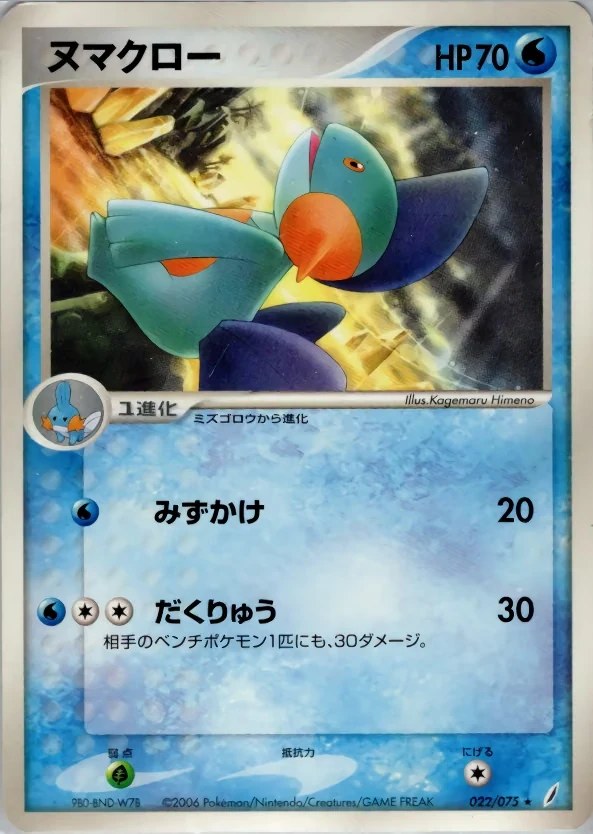 ヌマクロー HP70
Illus.Kagemaru Himeno
1進化
ミズゴロウから進化
みずかけ 20
だくりゅう 30
相手のベンチポケモン1匹にも、30ダメージ。
弱点 抵抗力 にげる
9B0-BND-W7B ©2006 Pokémon/Nintendo/Creatures/GAME FREAK 022/075 ★